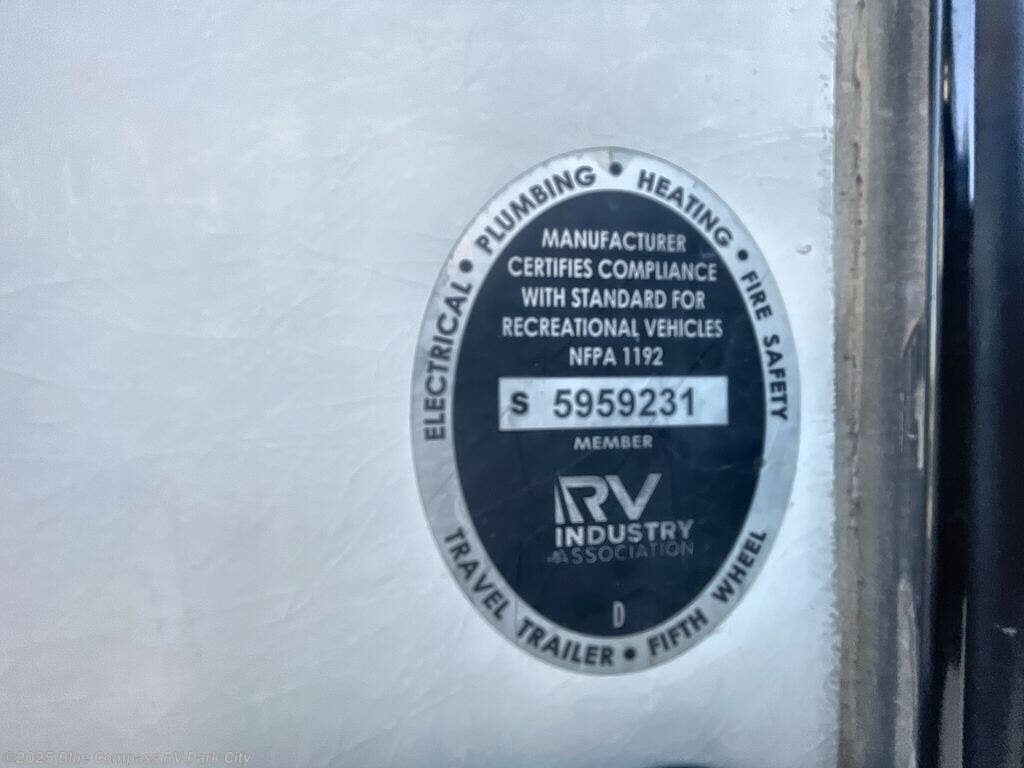 ELECTRICAL • PLUMBING • HEATING • FIRE SAFETY
MANUFACTURER
CERTIFIES COMPLIANCE
WITH STANDARD FOR
RECREATIONAL VEHICLES
NFPA 1192
S 5959231
MEMBER
RV
INDUSTRY
ASSOCIATION
D
TRAVEL TRAILER • FIFTH WHEEL
©2025 Blue Compass RV Park City